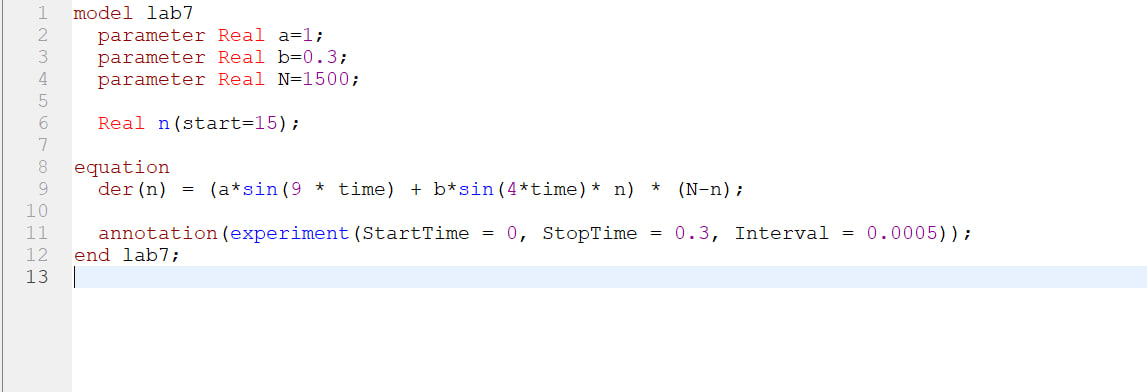 1 model lab7
2   parameter Real a=1;
3   parameter Real b=0.3;
4   parameter Real N=1500;
5
6   Real n(start=15);
7
8 equation
9   der(n) = (a*sin(9 * time) + b*sin(4*time)* n) * (N-n);
10
11   annotation(experiment(StartTime = 0, StopTime = 0.3, Interval = 0.0005));
12 end lab7;
13